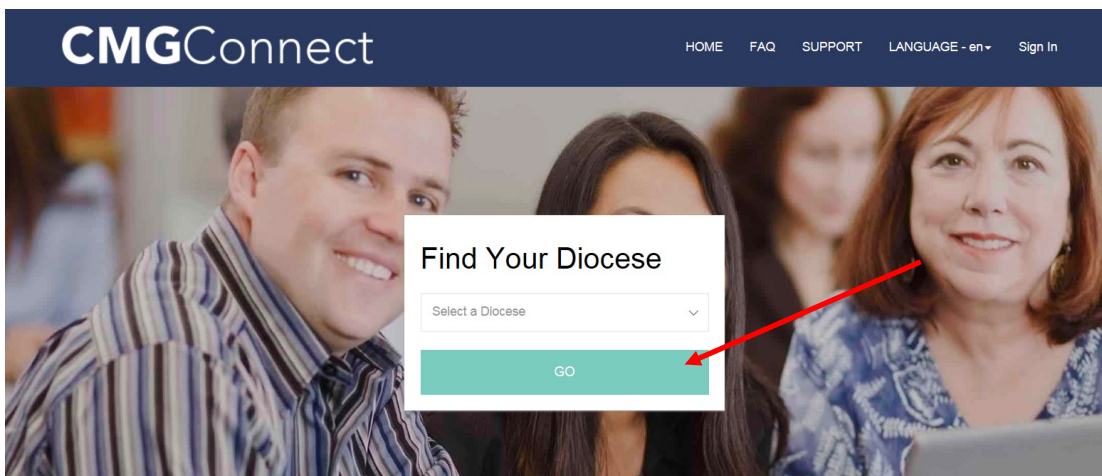 CMGConnect
HOME FAQ SUPPORT LANGUAGE - en Sign In
Find Your Diocese
Select a Diocese
GO